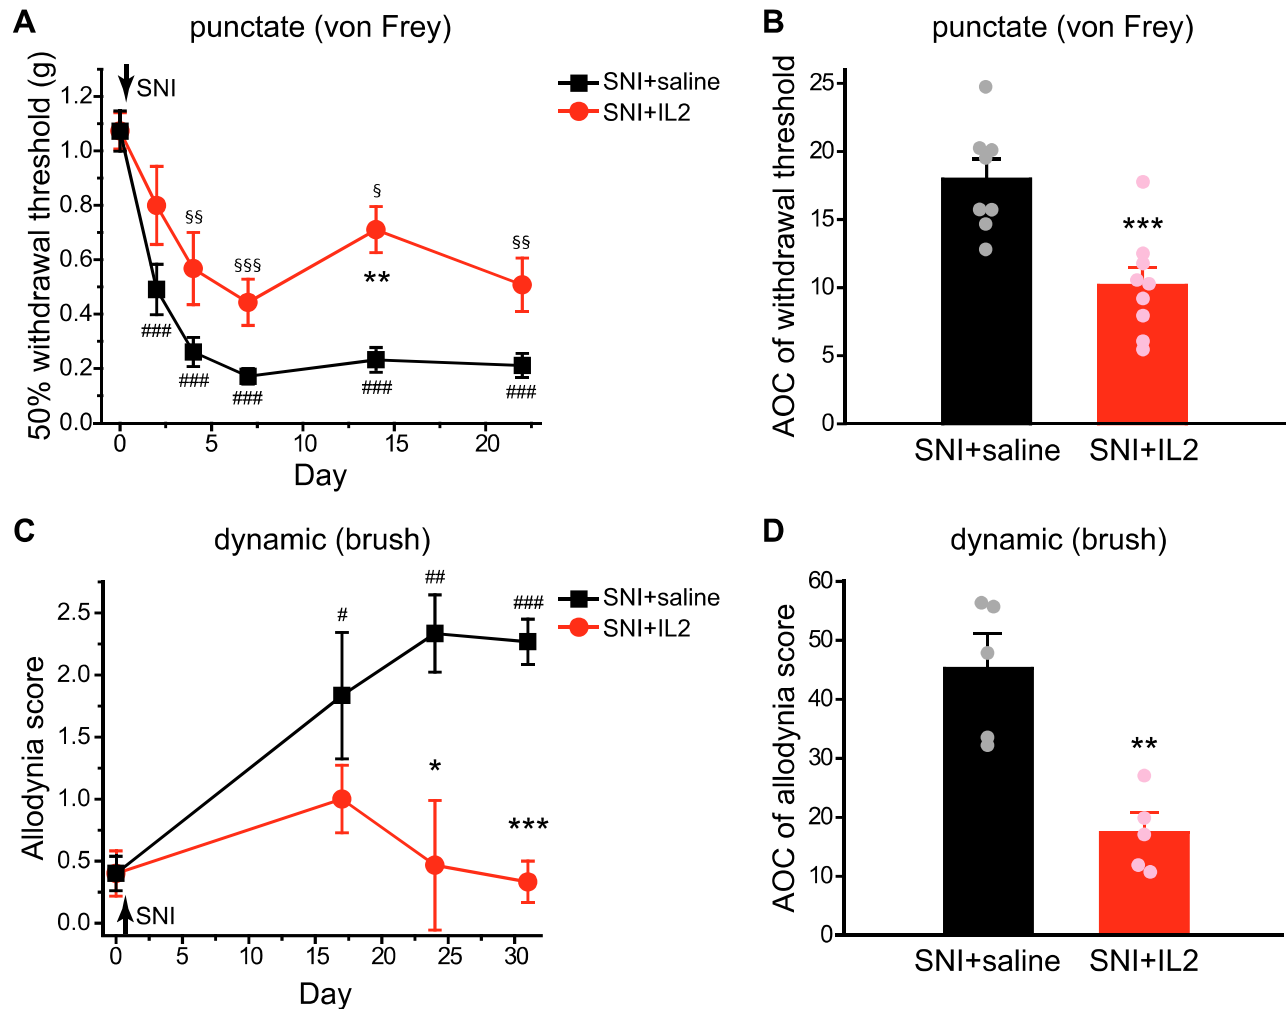 A
punctate (von Frey)
50% withdrawal threshold (g)
1.2
1.0
0.8
0.6
0.4
0.2
0.0
SNI
SNI+saline
SNI+IL2
§§
§§§
§
§§
**
###
###
###
###
###
0
5
10
15
20
Day
B
punctate (von Frey)
AOC of withdrawal threshold
25
20
15
10
5
0
***
SNI+saline
SNI+IL2
C
dynamic (brush)
Allodynia score
2.5
2.0
1.5
1.0
0.5
0.0
#
##
###
SNI+saline
SNI+IL2
*
***
SNI
0
5
10
15
20
25
30
Day
D
dynamic (brush)
AOC of allodynia score
60
50
40
30
20
10
0
**
SNI+saline
SNI+IL2